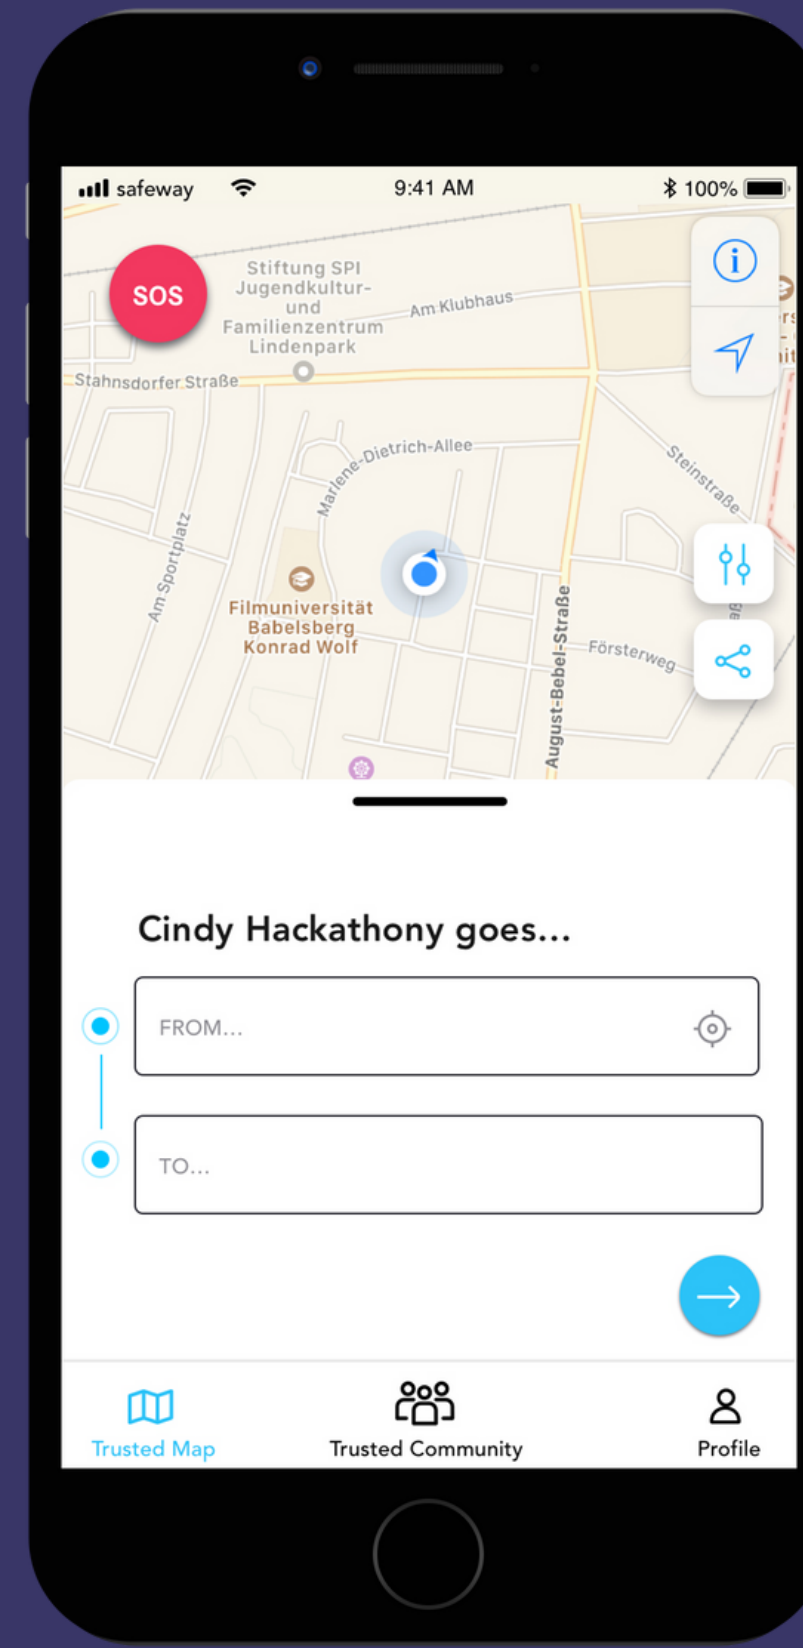 safeway
9:41 AM
100%
SOS
Stiftung SPI
Jugendkultur-
und
Familienzentrum
Lindenpark
Am Klubhaus
Stahnsdorfer Straße
Marlene-Dietrich-Allee
Steinstraße
Am Sportplatz
Filmuniversität
Babelsberg
Konrad Wolf
August-Bebel-Straße
Försterweg
Cindy Hackathony goes...
FROM...
TO...
Trusted Map
Trusted Community
Profile